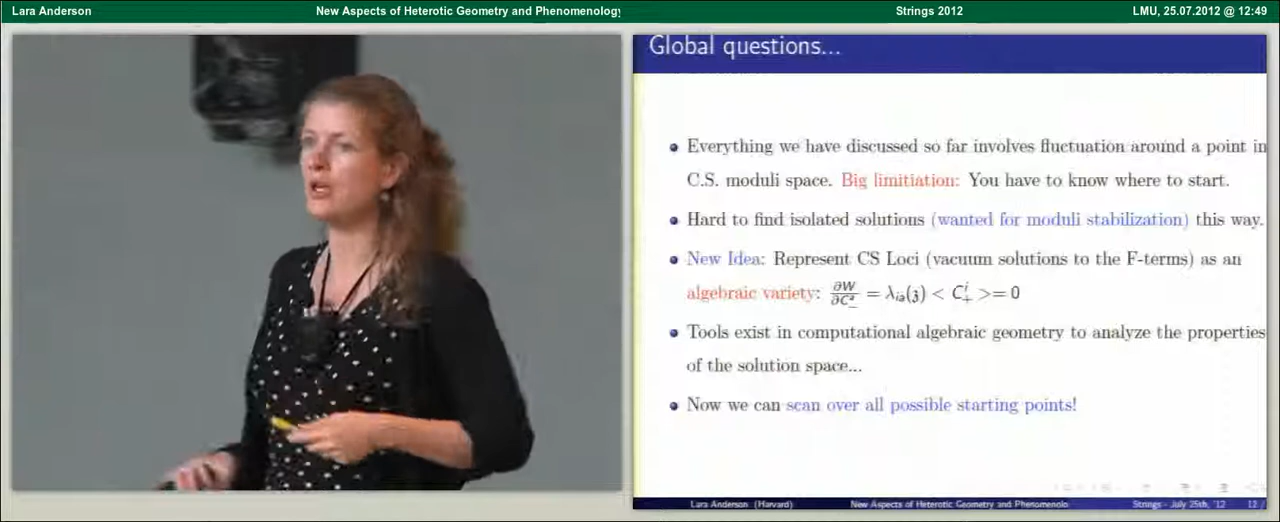 Lara Anderson
New Aspects of Heterotic Geometry and Phenomenology
Strings 2012
LMU, 25.07.2012 @ 12:49
Global questions...
Everything we have discussed so far involves fluctuation around a point in
C.S. moduli space. Big limitiation: You have to know where to start.
Hard to find isolated solutions (wanted for moduli stabilization) this way.
New Idea: Represent CS Loci (vacuum solutions to the F-terms) as an
algebraic variety: ∂W/∂C₋ᵃ = λᵢₐ(𝔷) < C₊ⁱ >= 0
Tools exist in computational algebraic geometry to analyze the properties
of the solution space...
Now we can scan over all possible starting points!
Lara Anderson (Harvard)
New Aspects of Heterotic Geometry and Phenomenolo
Strings - July 25th, '12
12 /